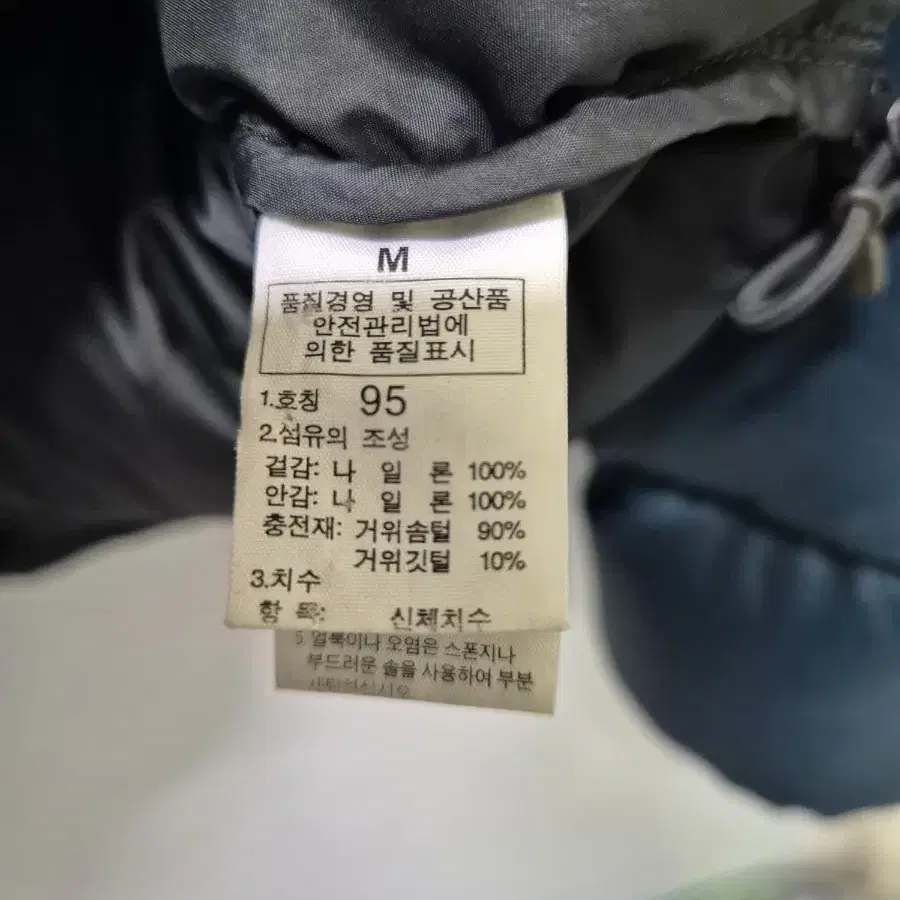 M
품질경영 및 공산품
안전관리법에
의한 품질표시
1.호칭 95
2.섬유의 조성
겉감: 나 일 론 100%
안감: 나 일 론 100%
충전재: 거위솜털 90%
거위깃털 10%
3.치수
항 목: 신체치수
5. 얼룩이나 오염은 스폰지나
부드러운 솔을 사용하여 부분